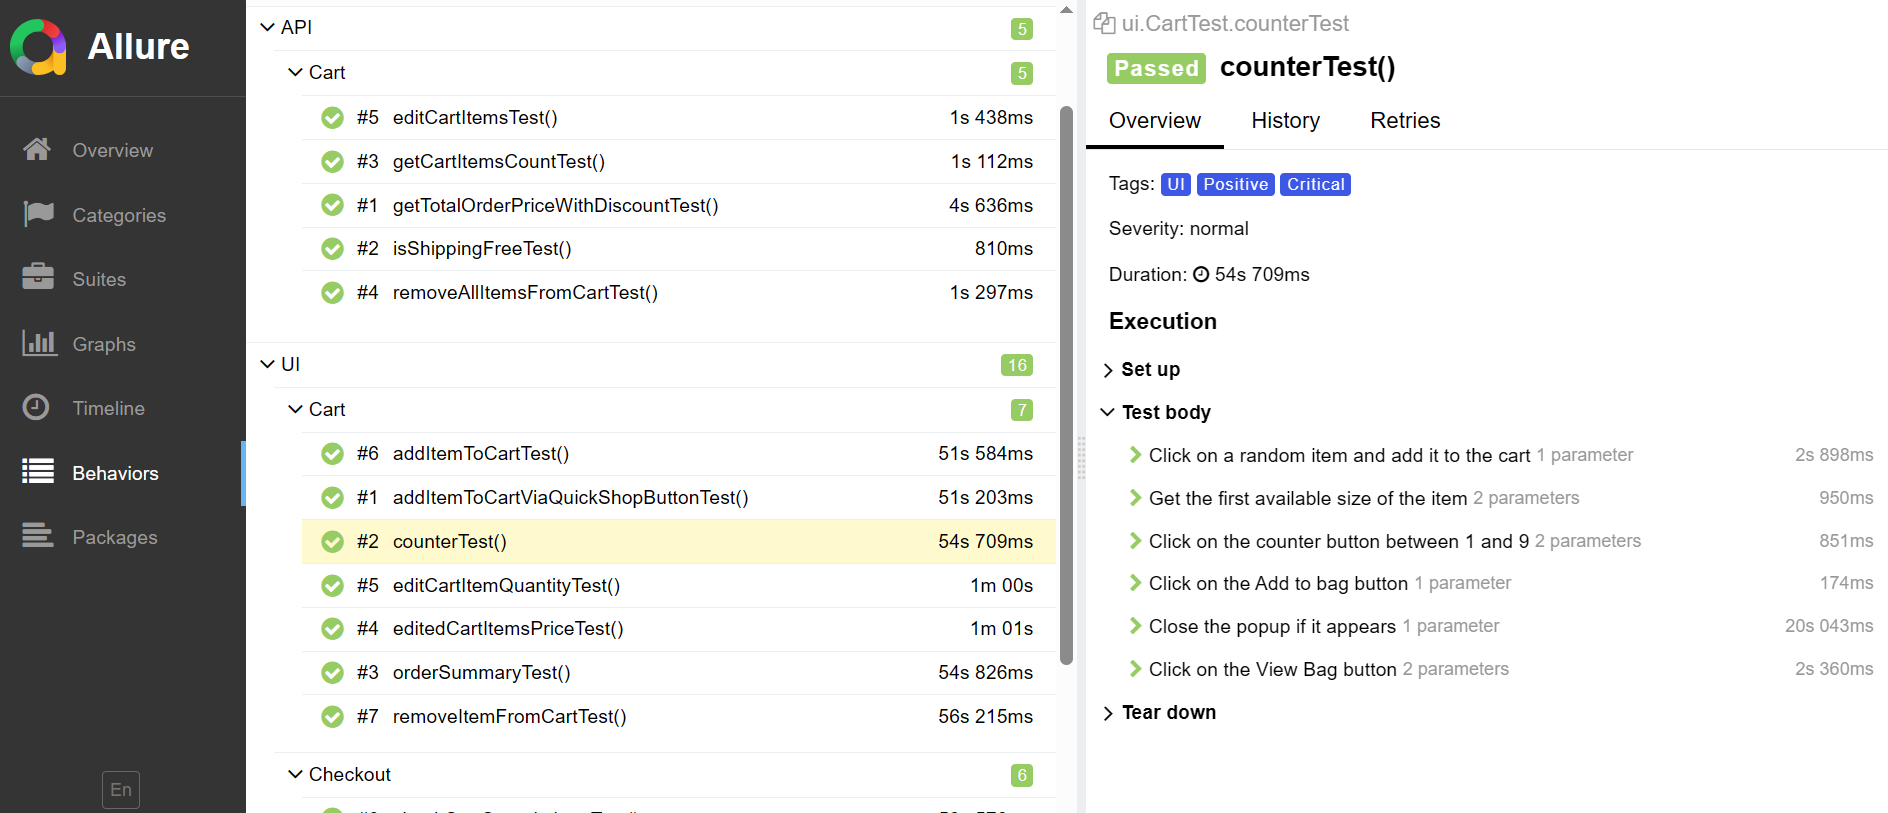 Allure
Overview
Categories
Suites
Graphs
Timeline
Behaviors
Packages
En
API 5
Cart 5
#5 editCartItemsTest() 1s 438ms
#3 getCartItemsCountTest() 1s 112ms
#1 getTotalOrderPriceWithDiscountTest() 4s 636ms
#2 isShippingFreeTest() 810ms
#4 removeAllItemsFromCartTest() 1s 297ms
UI 16
Cart 7
#6 addItemToCartTest() 51s 584ms
#1 addItemToCartViaQuickShopButtonTest() 51s 203ms
#2 counterTest() 54s 709ms
#5 editCartItemQuantityTest() 1m 00s
#4 editedCartItemsPriceTest() 1m 01s
#3 orderSummaryTest() 54s 826ms
#7 removeItemFromCartTest() 56s 215ms
Checkout 6
ui.CartTest.counterTest
Passed counterTest()
Overview History Retries
Tags: UI Positive Critical
Severity: normal
Duration: 54s 709ms
Execution
Set up
Test body
Click on a random item and add it to the cart 1 parameter 2s 898ms
Get the first available size of the item 2 parameters 950ms
Click on the counter button between 1 and 9 2 parameters 851ms
Click on the Add to bag button 1 parameter 174ms
Close the popup if it appears 1 parameter 20s 043ms
Click on the View Bag button 2 parameters 2s 360ms
Tear down